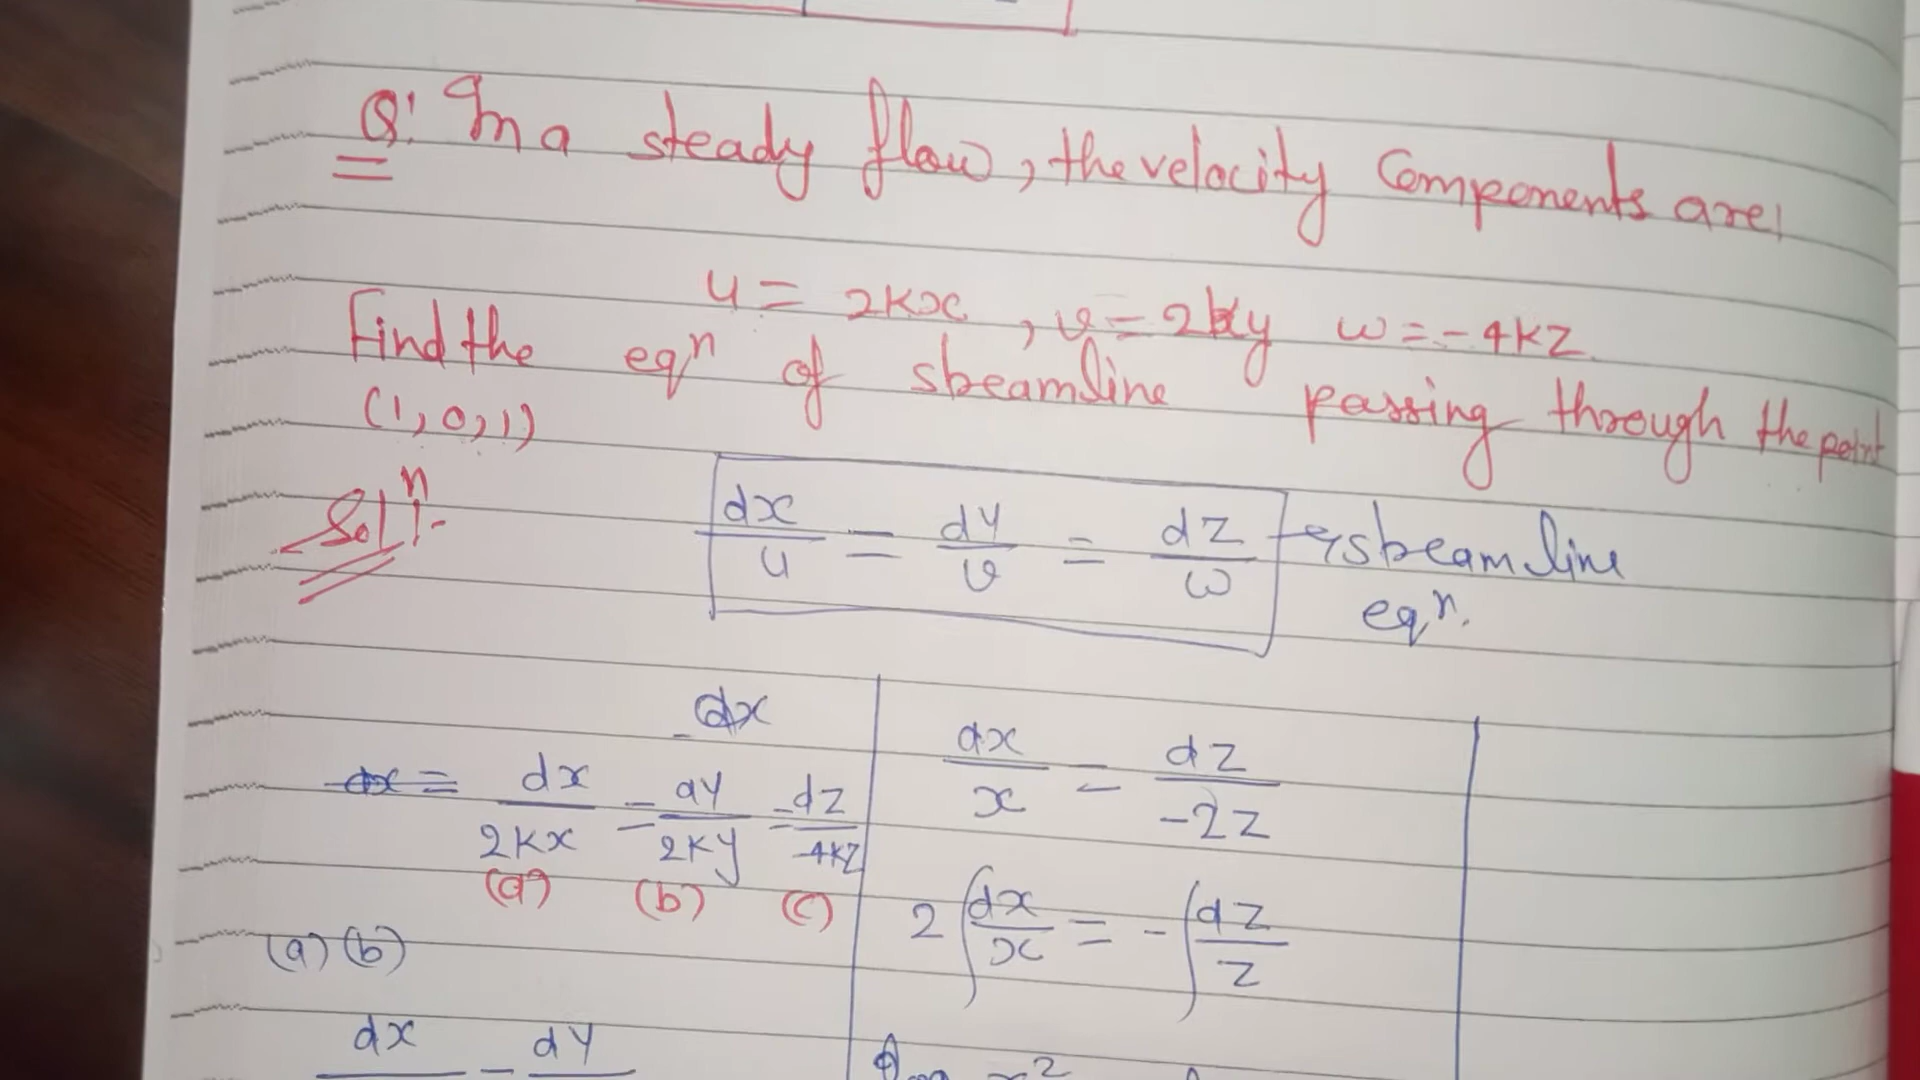 Q! In a steady flow, the velocity Components are,
u = 2kx , v = 2ky w = -4kz.
Find the eqⁿ of streamline passing through the point
(1, 0, 1)
Solⁿ:-
dx/u = dy/v = dz/w → streamline
eqⁿ.
dx
dx = dx/2kx = dy/2ky = dz/-4kz
(a) (b) (c)
(a) (b)
dx dy
dx/x = dz/-2z
2∫dx/x = -∫dz/z
x²